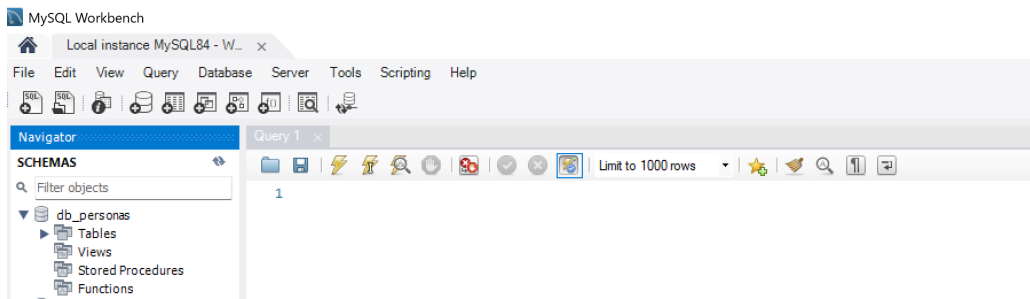 MySQL Workbench
Local instance MySQL84 - W...
File Edit View Query Database Server Tools Scripting Help
Navigator
Query 1
SCHEMAS
Limit to 1000 rows
Filter objects
1
db_personas
Tables
Views
Stored Procedures
Functions